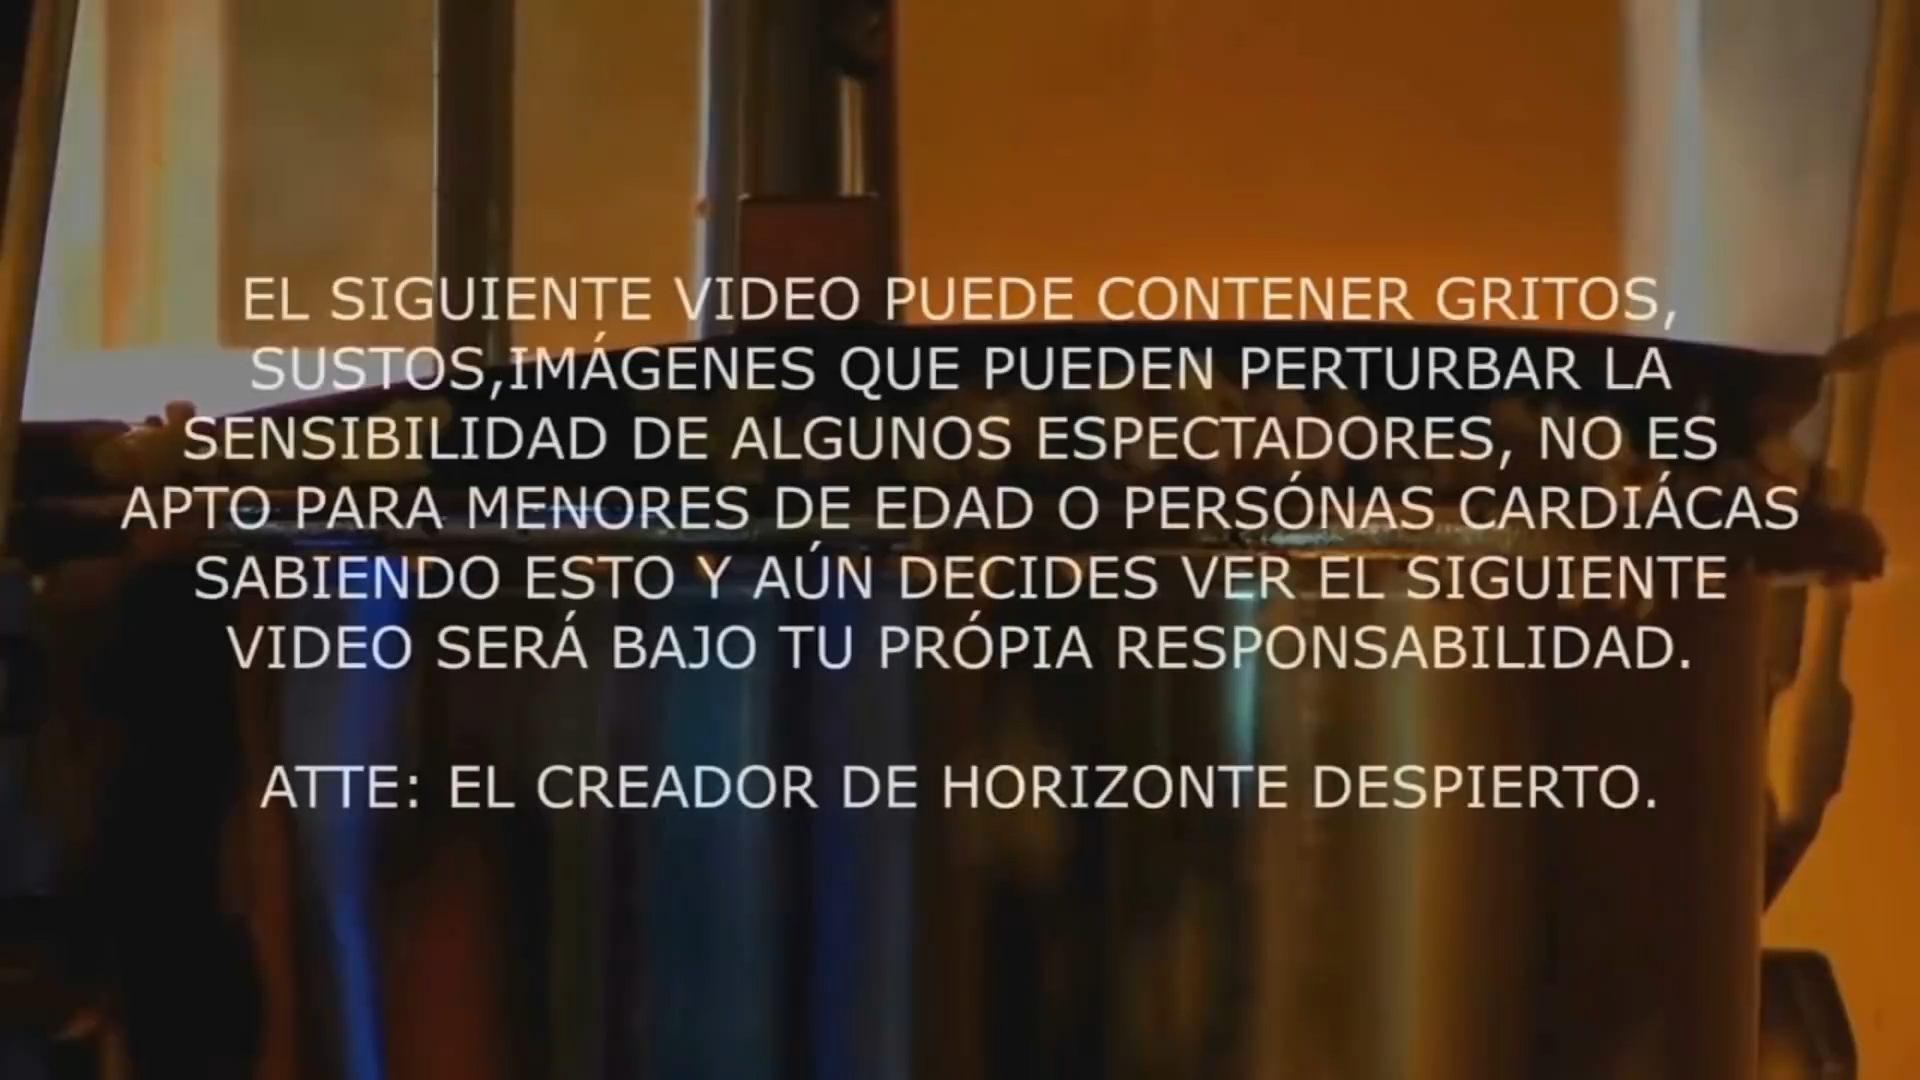 EL SIGUIENTE VIDEO PUEDE CONTENER GRITOS,
SUSTOS,IMÁGENES QUE PUEDEN PERTURBAR LA
SENSIBILIDAD DE ALGUNOS ESPECTADORES, NO ES
APTO PARA MENORES DE EDAD O PERSÓNAS CARDIÁCAS
SABIENDO ESTO Y AÚN DECIDES VER EL SIGUIENTE
VIDEO SERÁ BAJO TU PRÓPIA RESPONSABILIDAD.
ATTE: EL CREADOR DE HORIZONTE DESPIERTO.